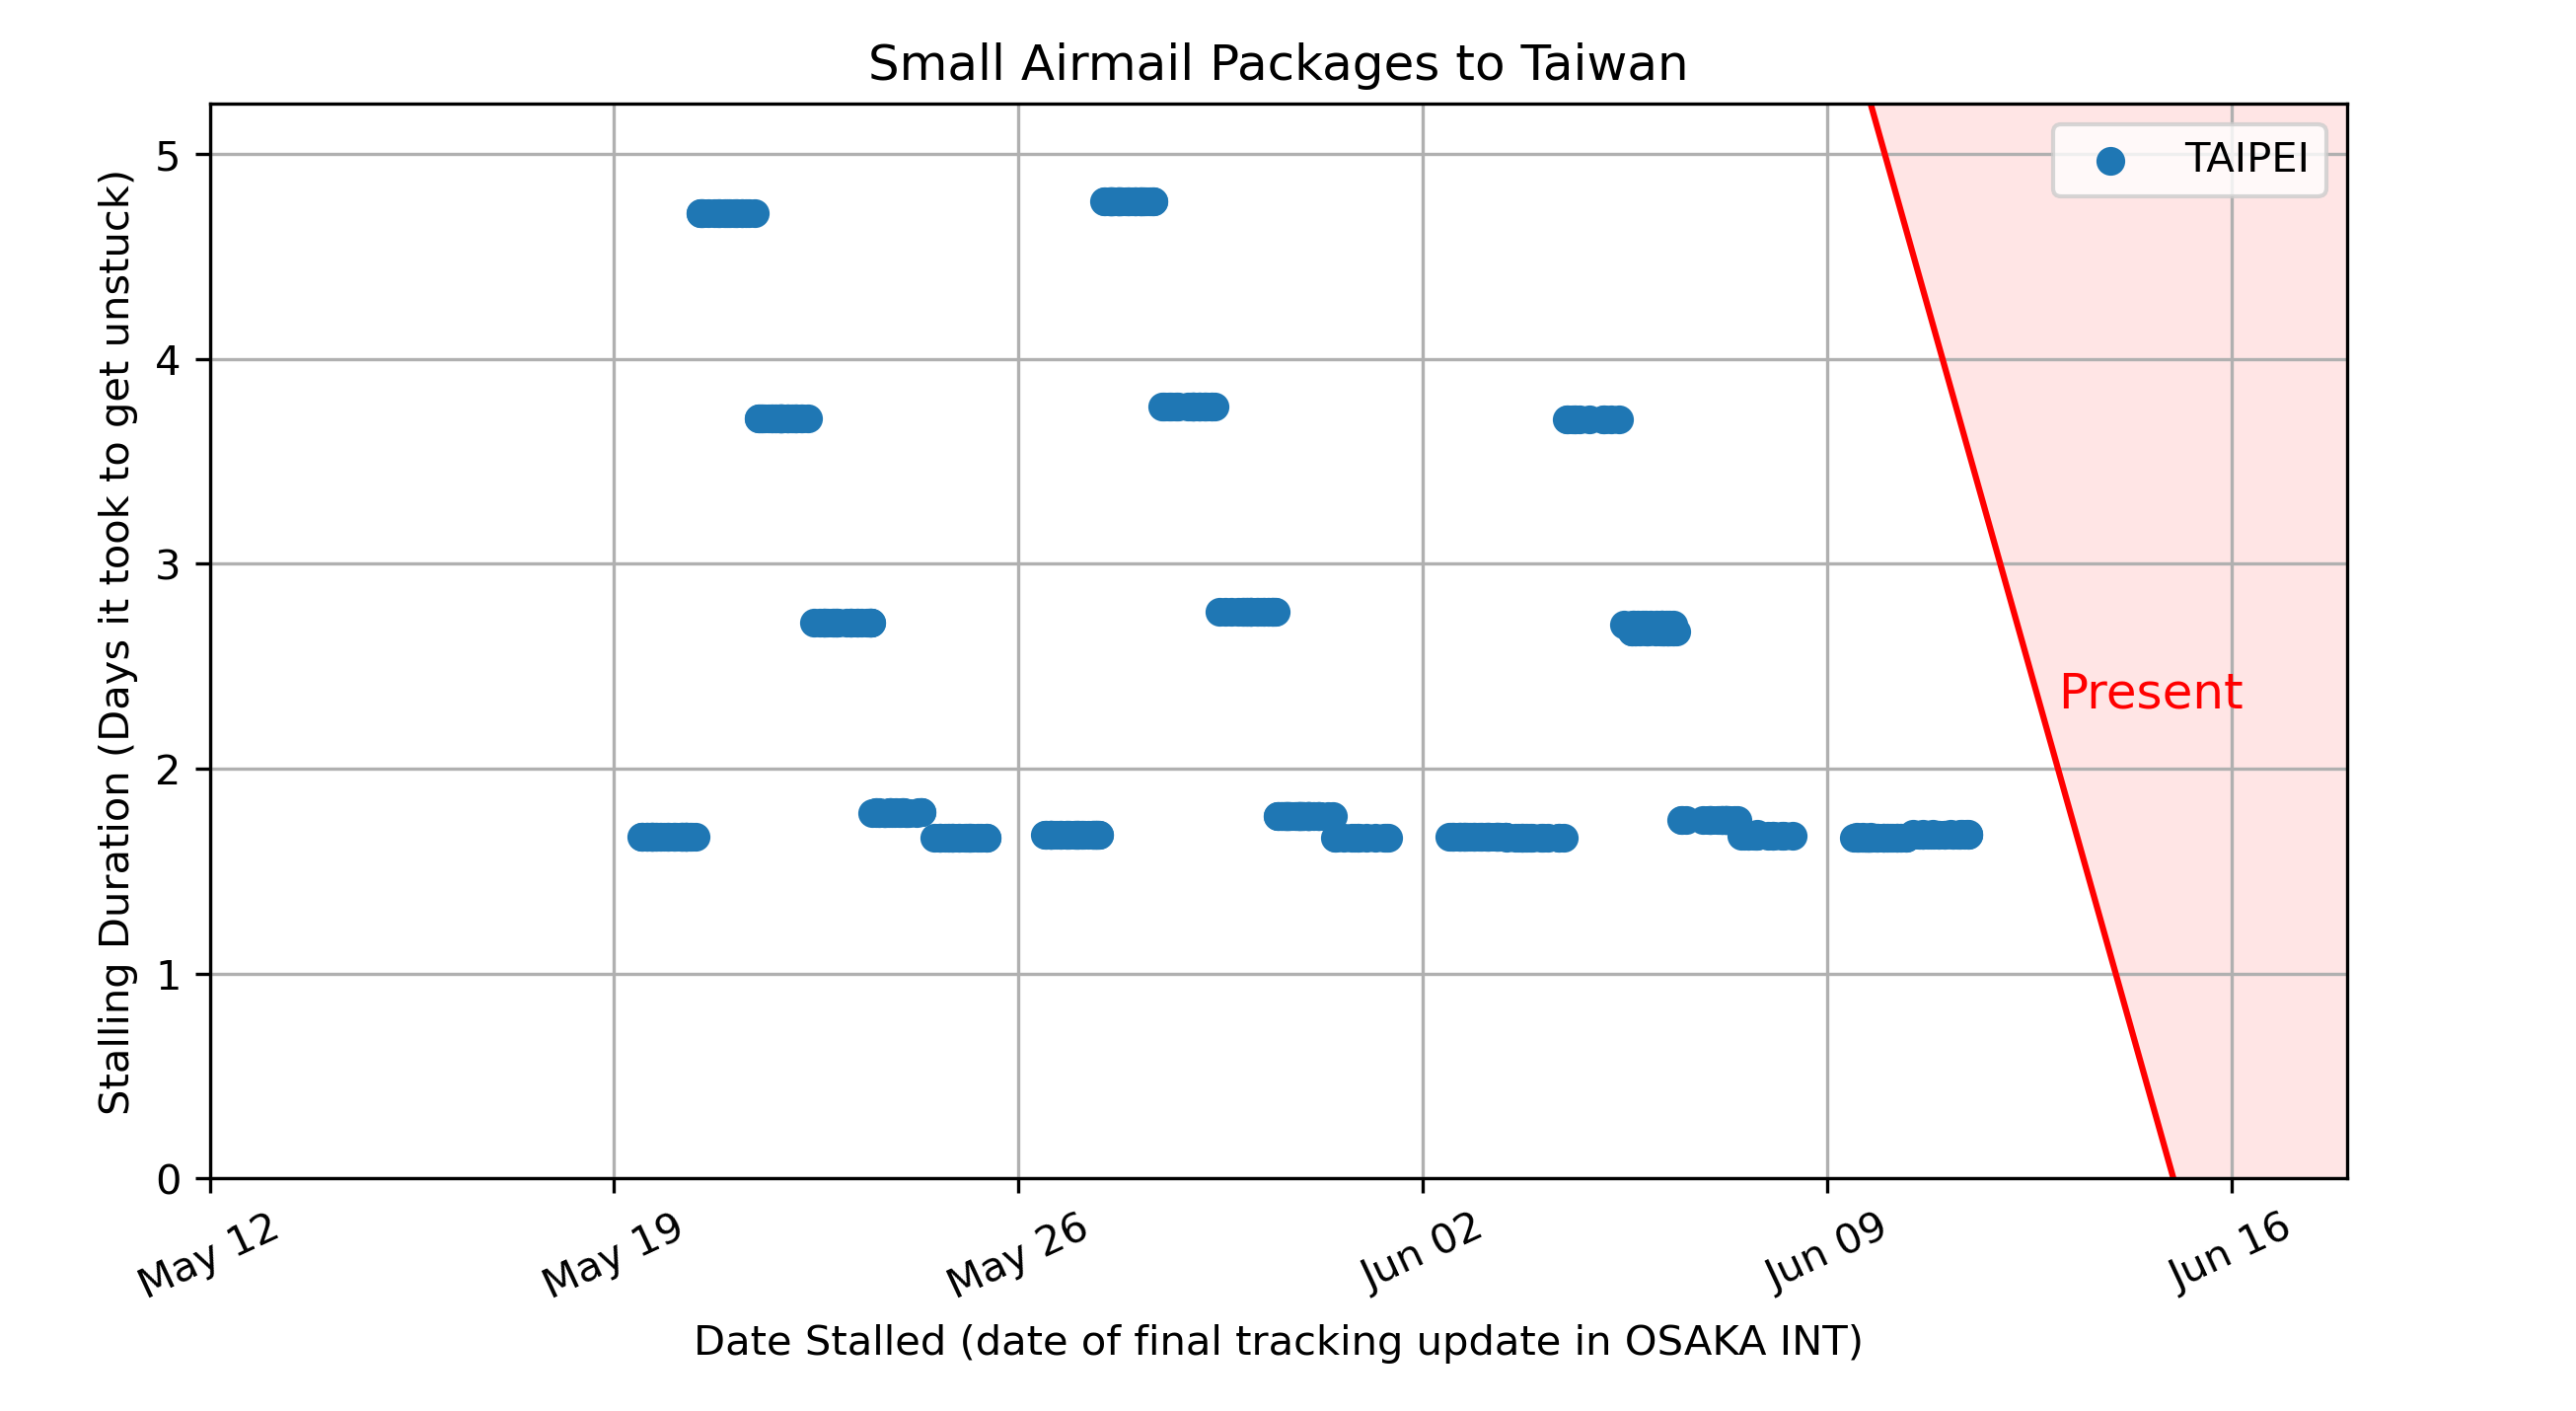 Small Airmail Packages to Taiwan
TAIPEI
Present
Stalling Duration (Days it took to get unstuck)
5
4
3
2
1
0
May 12
May 19
May 26
Jun 02
Jun 09
Jun 16
Date Stalled (date of final tracking update in OSAKA INT)